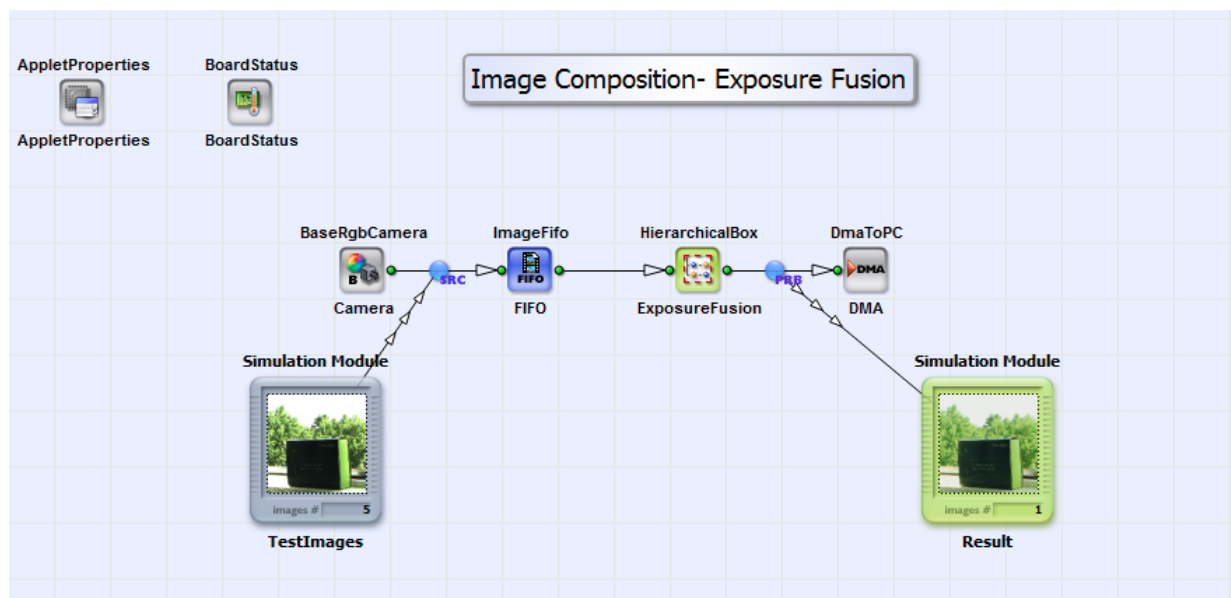 AppletProperties
BoardStatus
Image Composition- Exposure Fusion
AppletProperties
BoardStatus
BaseRgbCamera
ImageFifo
HierarchicalBox
DmaToPC
B
FIFO
DMA
SRC
PRB
Camera
FIFO
ExposureFusion
DMA
Simulation Module
Simulation Module
images # 5
images # 1
TestImages
Result